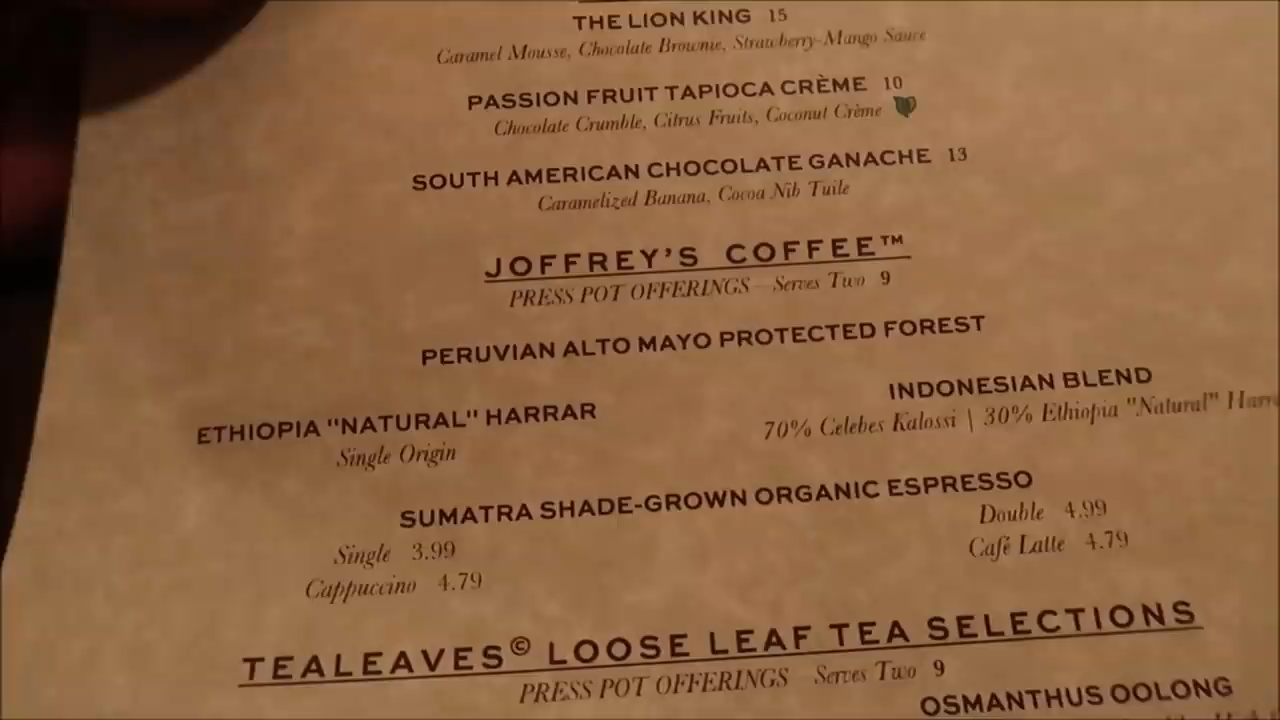 THE LION KING 15
Caramel Mousse, Chocolate Brownie, Strawberry-Mango Sauce
PASSION FRUIT TAPIOCA CRÈME 10
Chocolate Crumble, Citrus Fruits, Coconut Crème
SOUTH AMERICAN CHOCOLATE GANACHE 13
Caramelized Banana, Cocoa Nib Tuile
JOFFREY'S COFFEE™
PRESS POT OFFERINGS Serves Two 9
PERUVIAN ALTO MAYO PROTECTED FOREST
ETHIOPIA "NATURAL" HARRAR
Single Origin
INDONESIAN BLEND
70% Celebes Kalossi | 30% Ethiopia "Natural"
SUMATRA SHADE-GROWN ORGANIC ESPRESSO
Single 3.99
Double 4.99
Cappuccino 4.79
Café Latte 4.79
TEALEAVES© LOOSE LEAF TEA SELECTIONS
PRESS POT OFFERINGS Serves Two 9
OSMANTHUS OOLONG